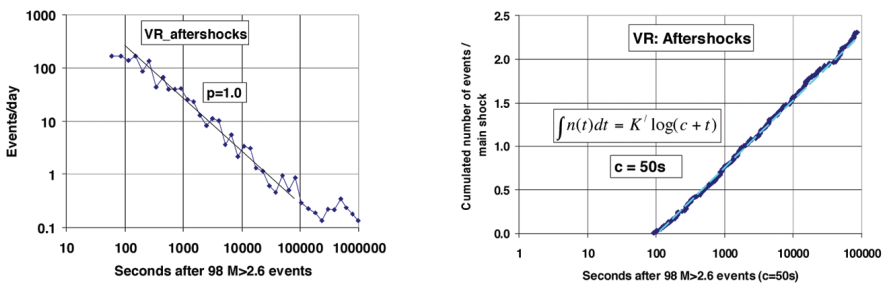 1000
100
10
1
0.1
Events/day
VR_aftershocks
p=1.0
10 100 1000 10000 100000 1000000
Seconds after 98 M>2.6 events
2.5
2.0
1.5
1.0
0.5
0.0
Cumulated number of events /
main shock
VR: Aftershocks
∫n(t)dt = K′ log(c + t)
c = 50s
1 10 100 1000 10000 100000
Seconds after 98 M>2.6 events (c=50s)